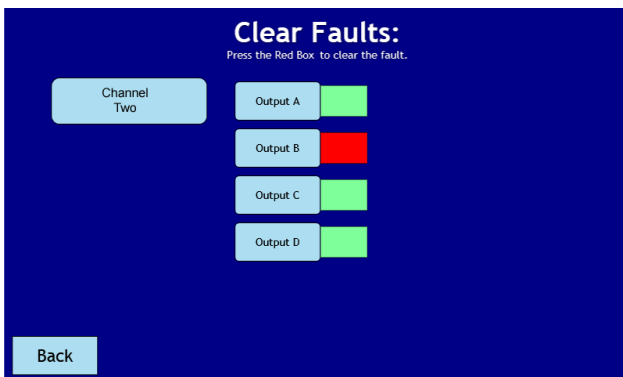 Clear Faults:
Press the Red Box to clear the fault.
Channel
Two
Output A
Output B
Output C
Output D
Back